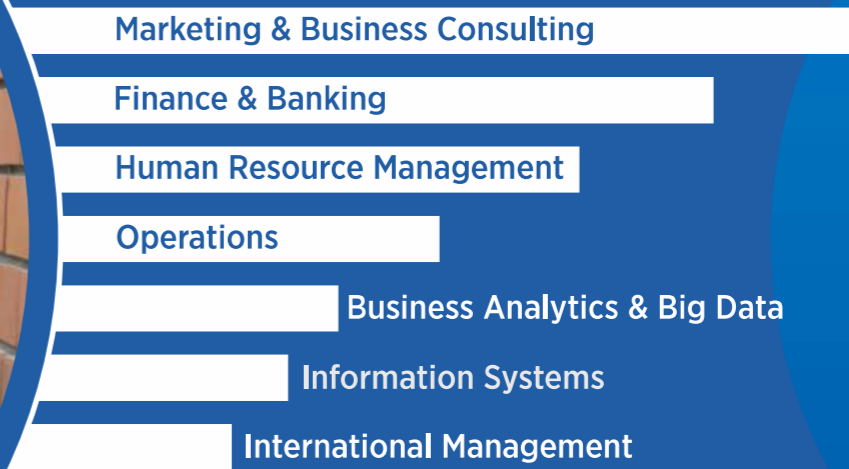 Marketing & Business Consulting
Finance & Banking
Human Resource Management
Operations
Business Analytics & Big Data
Information Systems
International Management